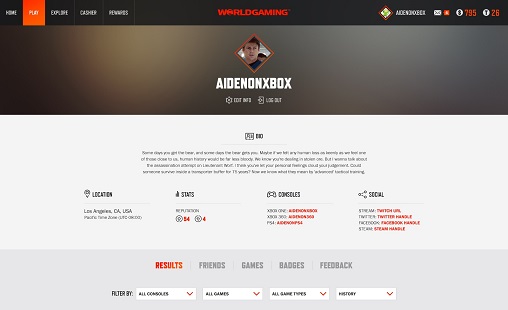 HOME PLAY EXPLORE CASHIER REWARDS WORLDGAMING AIDENONXBOX 4 $ 795 T 26
AIDENONXBOX
EDIT INFO LOG OUT
BIO
Some days you get the bear, and some days the bear gets you. Maybe if we felt any human loss as keenly as we feel one
of those close to us, human history would be far less bloody. We know you're dealing in stolen ore. But I wanna talk about
the assassination attempt on Lieutenant Worf. I think you've let your personal feelings cloud your judgement. Could
someone survive inside a transporter buffer for 75 years? Now we know what they mean by 'advanced' tactical training.
LOCATION STATS CONSOLES SOCIAL
Los Angeles, CA, USA REPUTATION XBOX ONE: AIDENONXBOX STREAM: TWITCH URL
Pacific Time Zone (UTC-08:00) 54 4 XBOX 360: AIDEN360 TWITTER: TWITTER HANDLE
PS4: AIDENPS4 FACEBOOK: FACEBOOK HANDLE
STEAM: STEAM HANDLE
RESULTS FRIENDS GAMES BADGES FEEDBACK
FILTER BY: ALL CONSOLES ALL GAMES ALL GAME TYPES HISTORY